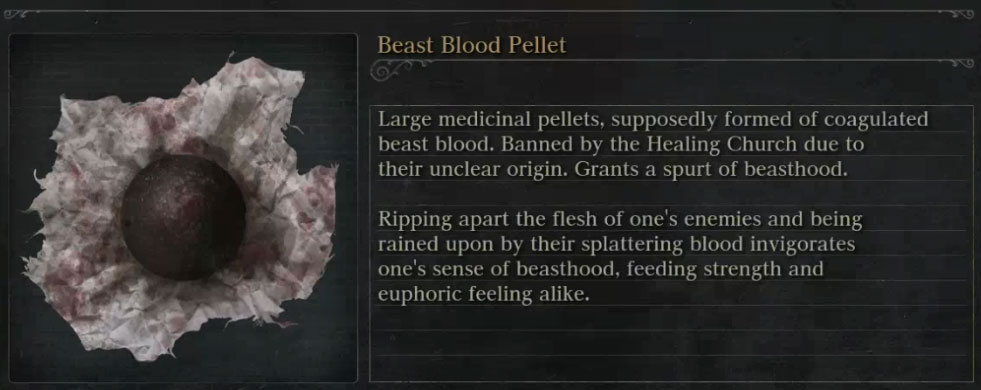 Beast Blood Pellet
Large medicinal pellets, supposedly formed of coagulated
beast blood. Banned by the Healing Church due to
their unclear origin. Grants a spurt of beasthood.
Ripping apart the flesh of one's enemies and being
rained upon by their splattering blood invigorates
one's sense of beasthood, feeding strength and
euphoric feeling alike.